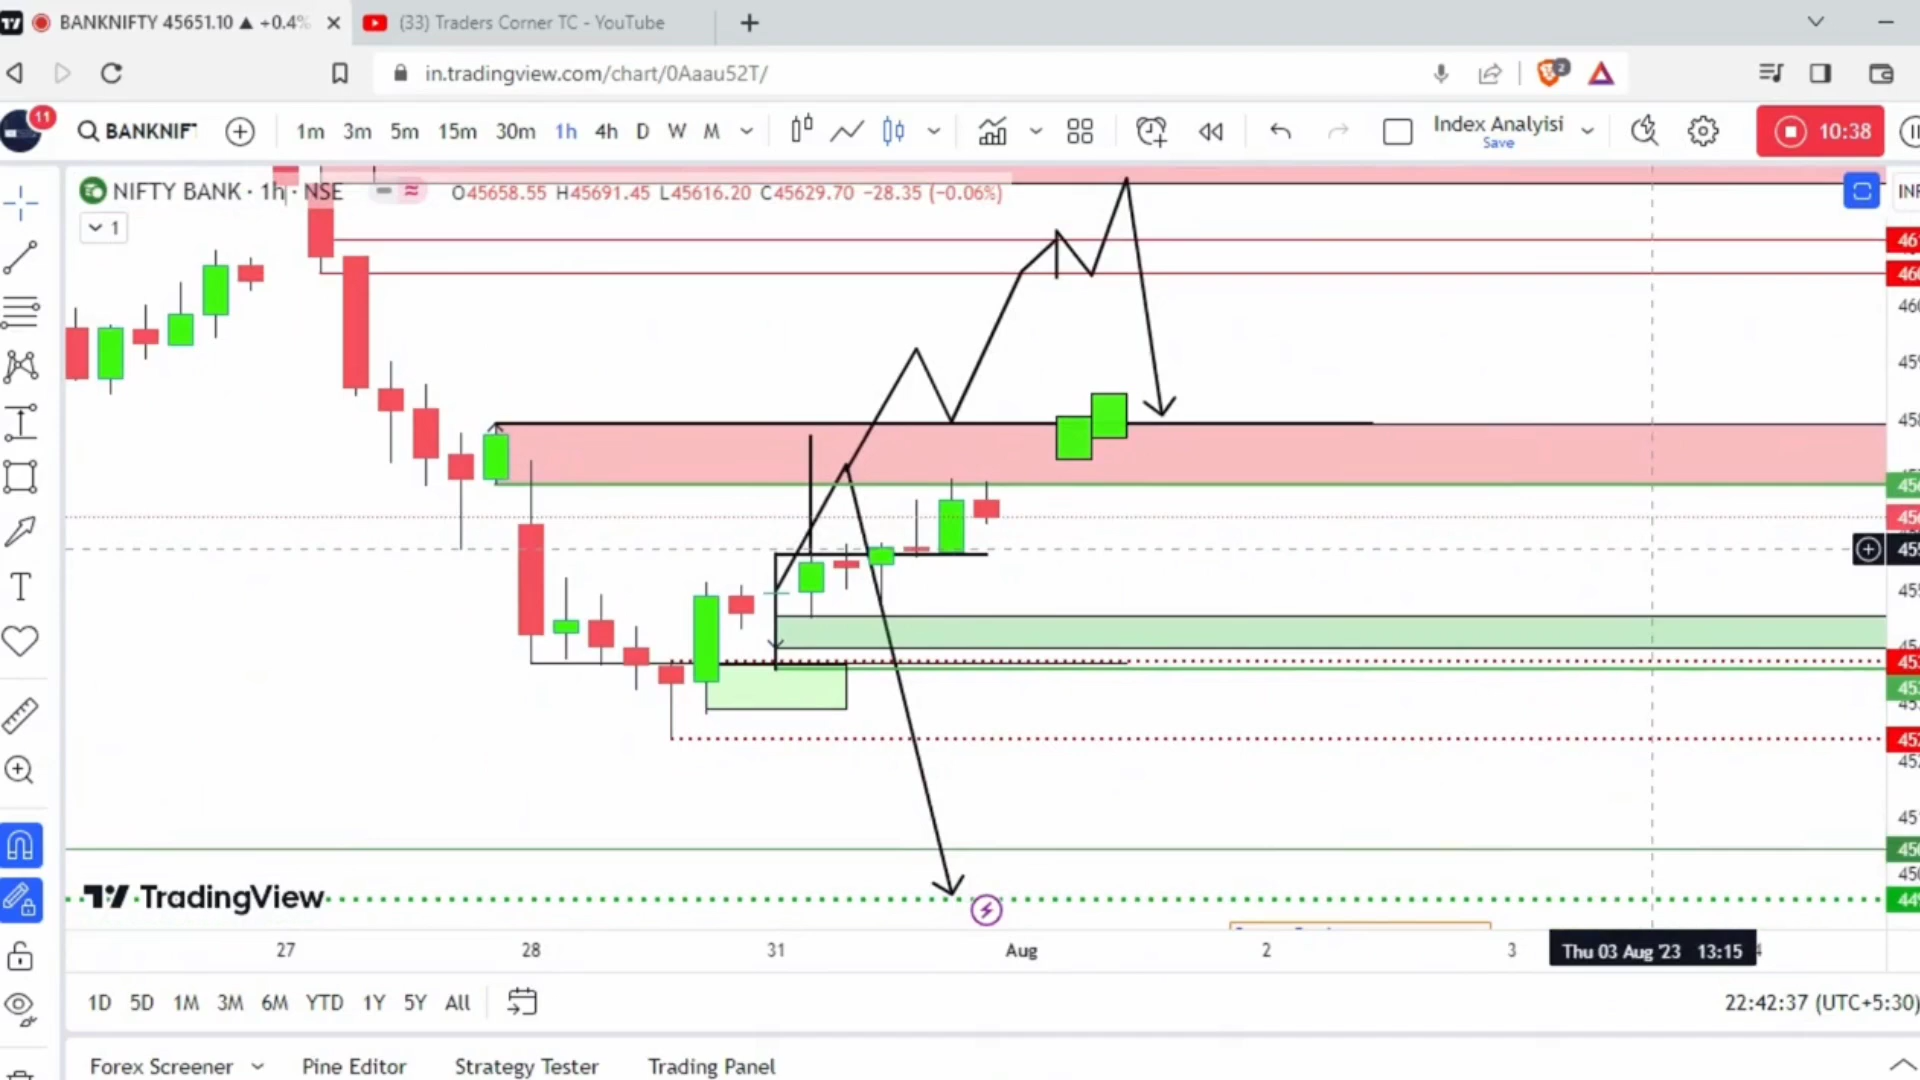 BANKNIFTY 45651.10 ▲ +0.4%
(33) Traders Corner TC - YouTube
in.tradingview.com/chart/0Aaau52T/
2
11
BANKNIF
1m 3m 5m 15m 30m 1h 4h D W M
Index Analyisi
Save
10:38
NIFTY BANK · 1h · NSE
O45658.55 H45691.45 L45616.20 C45629.70 −28.35 (−0.06%)
INR
1
TradingView
27 28 31 Aug 2 3
Thu 03 Aug '23 13:15
1D 5D 1M 3M 6M YTD 1Y 5Y All
22:42:37 (UTC+5:30)
Forex Screener Pine Editor Strategy Tester Trading Panel